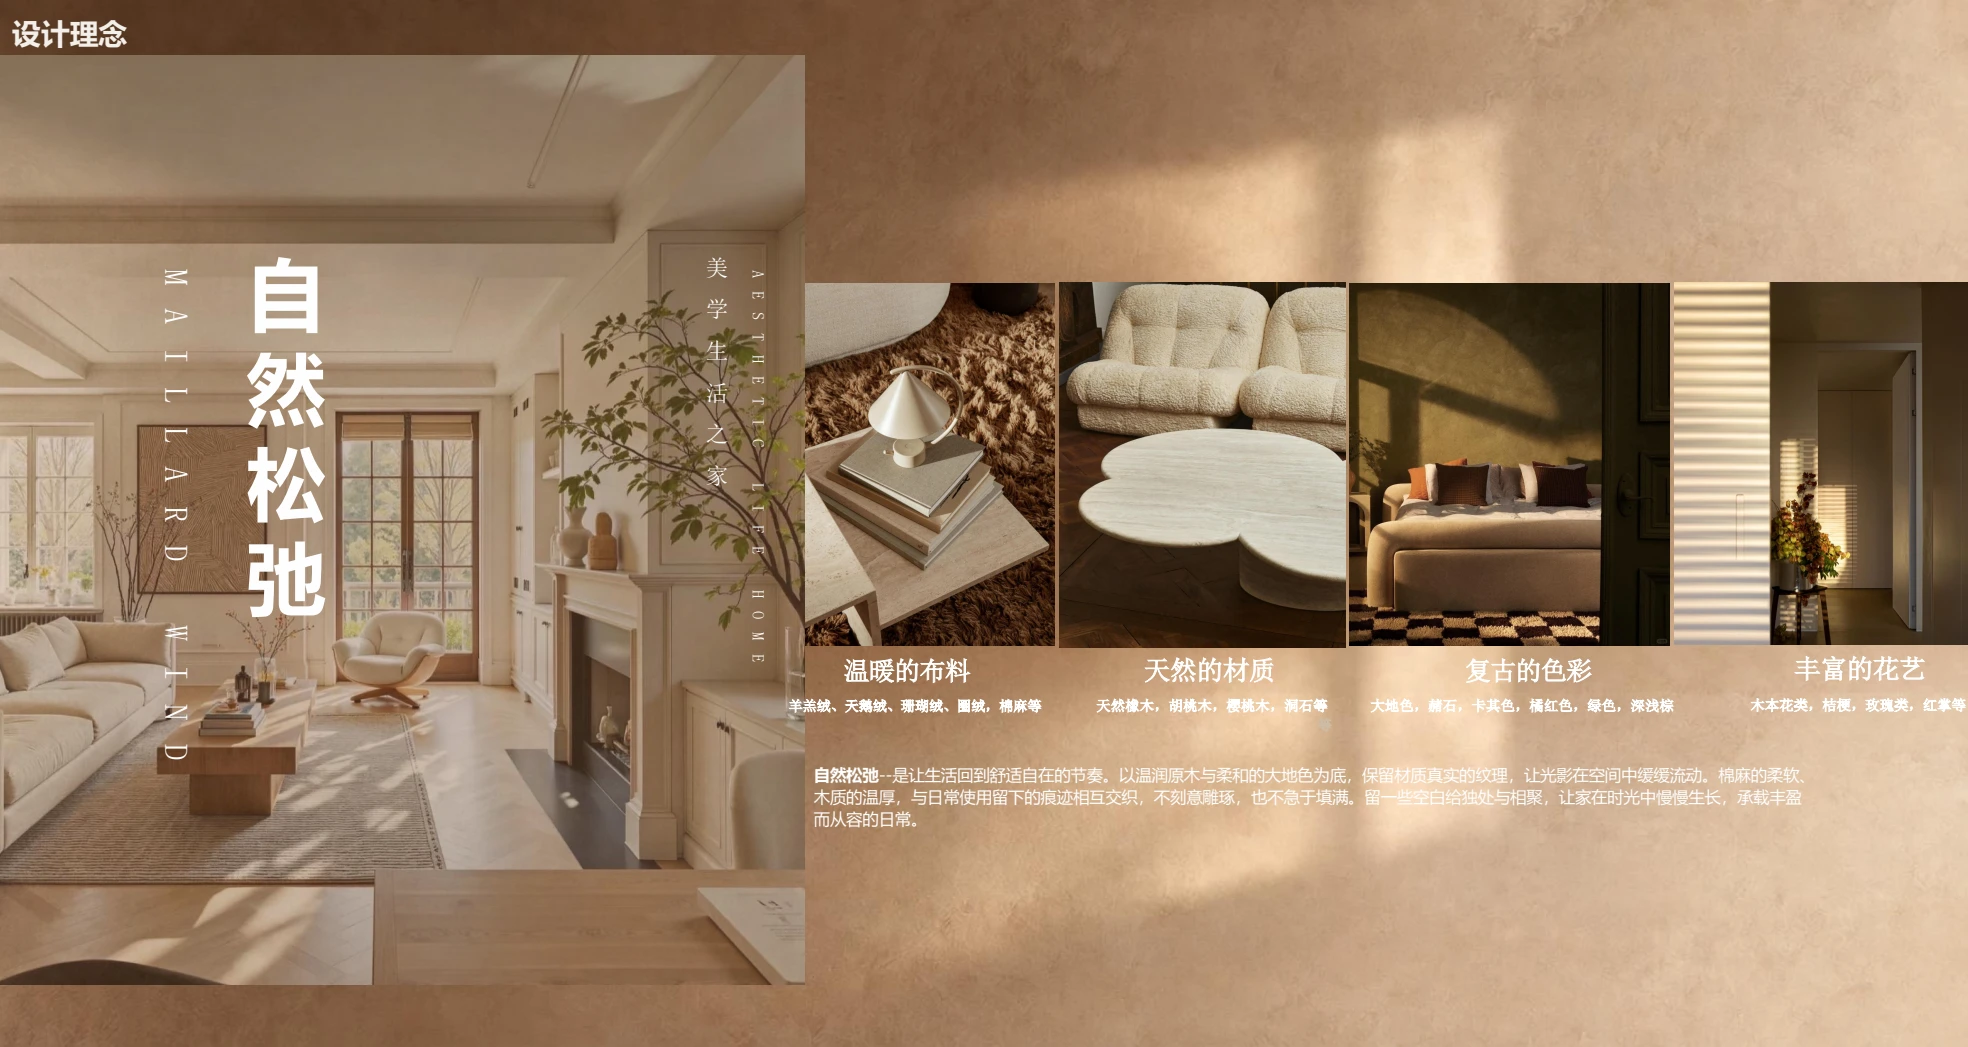 设计理念
MAILLARD WIND
自然松弛
美学生活之家
AESTHETIC LIFE HOME
温暖的布料
羊羔绒、天鹅绒、珊瑚绒、圈绒，棉麻等
天然的材质
天然橡木，胡桃木，樱桃木，洞石等
复古的色彩
大地色，赭石，卡其色，橘红色，绿色，深浅棕
丰富的花艺
木本花类，桔梗，玫瑰类，红掌等
自然松弛--是让生活回到舒适自在的节奏。以温润原木与柔和的大地色为底，保留材质真实的纹理，让光影在空间中缓缓流动。棉麻的柔软、
木质的温厚，与日常使用留下的痕迹相互交织，不刻意雕琢，也不急于填满。留一些空白给独处与相聚，让家在时光中慢慢生长，承载丰盈
而从容的日常。